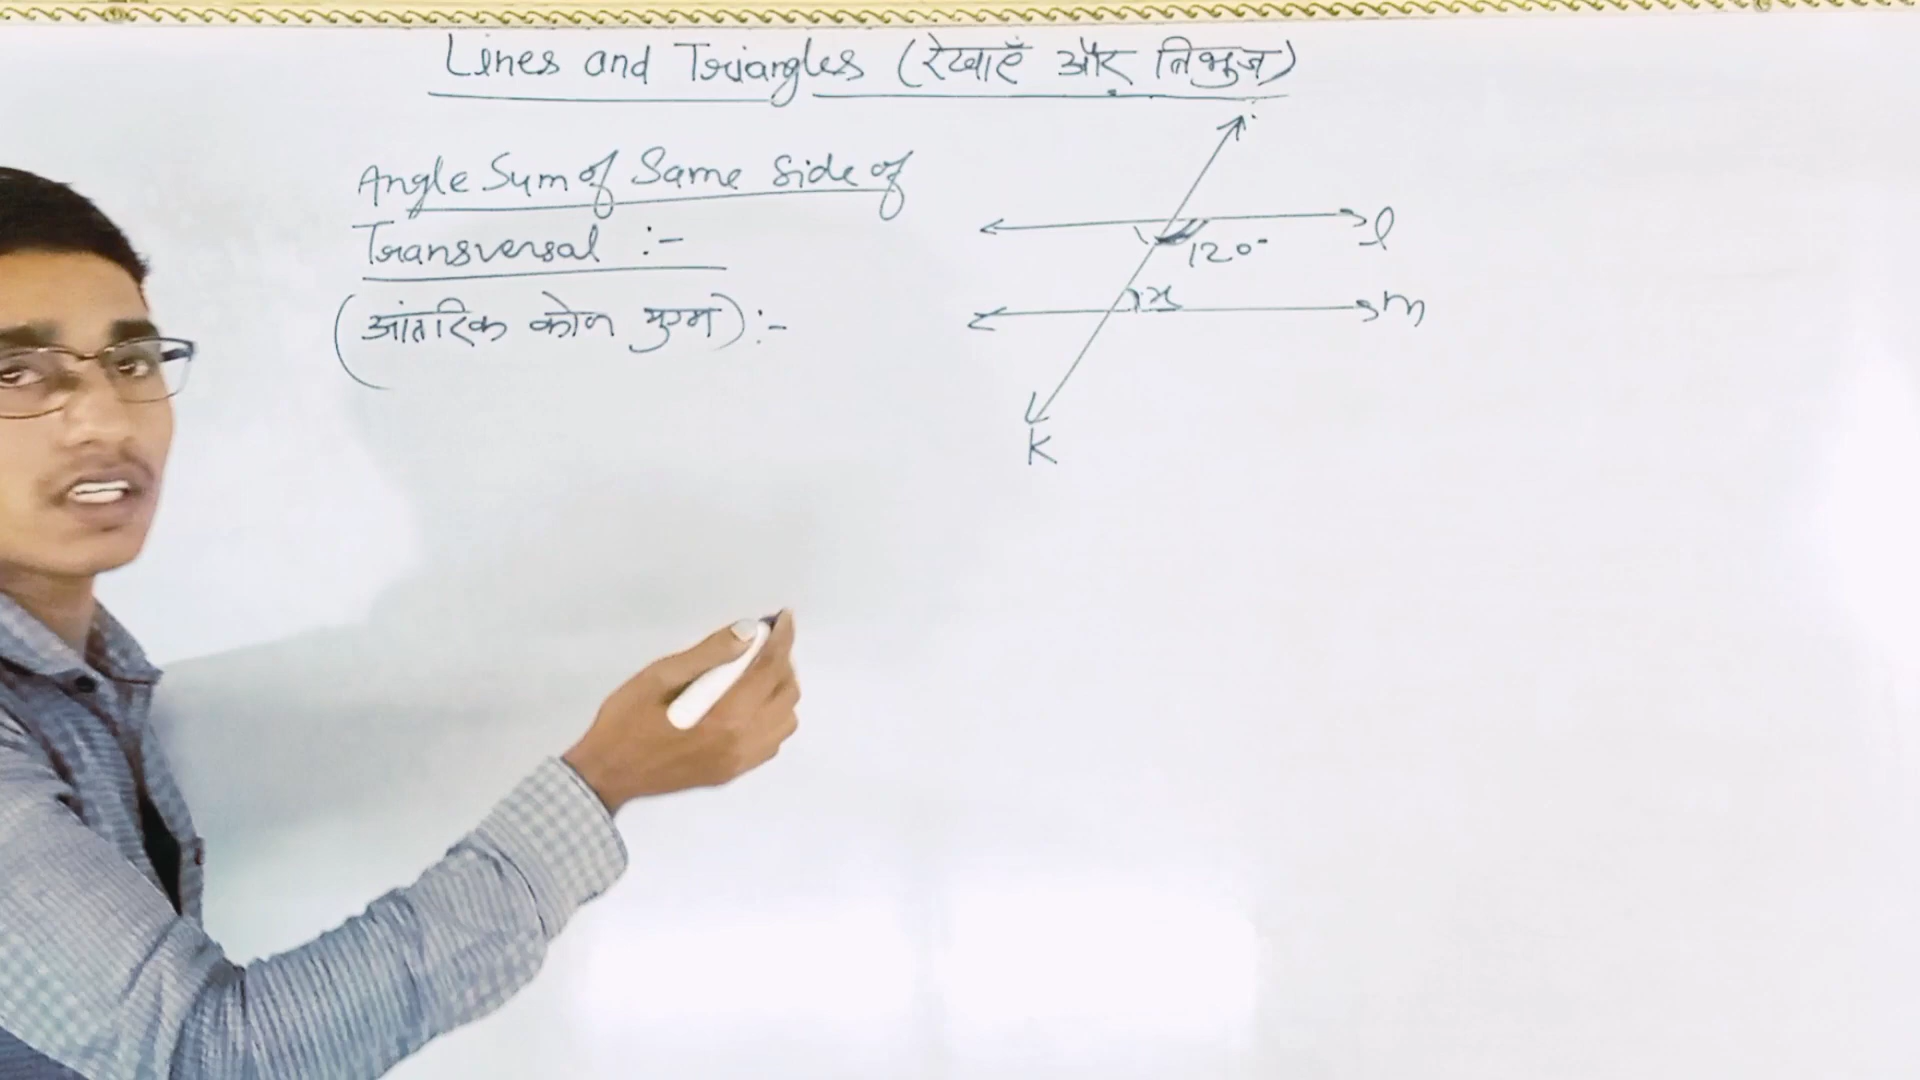 Lines and Triangles (रेखाएँ और त्रिभुज)
Angle Sum of Same Side of
Transversal :-
(आंतरिक कोण युग्म) :-
l
120°
x
m
K